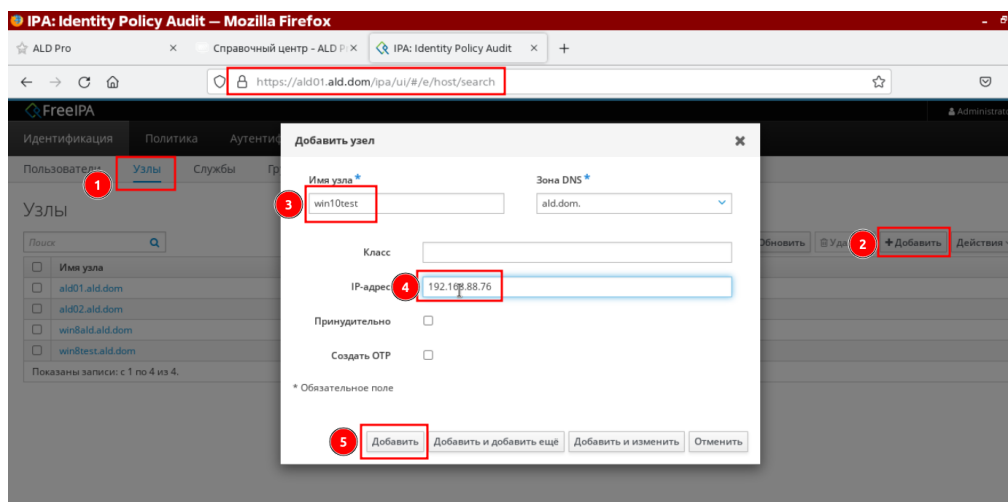 IPA: Identity Policy Audit — Mozilla Firefox
ALD Pro × Справочный центр - ALD P × IPA: Identity Policy Audit × +
https://ald01.ald.dom/ipa/ui/#/e/host/search
FreeIPA Administrato
Идентификация Политика Аутентиф
Пользователи Узлы Службы Гр
1
Узлы
Поиск
Обновить Уда 2 +Добавить Действия
Имя узла
ald01.ald.dom
ald02.ald.dom
win8ald.ald.dom
win8test.ald.dom
Показаны записи: с 1 по 4 из 4.
Добавить узел ×
Имя узла * Зона DNS *
3 win10test ald.dom.
Класс
IP-адрес 4 192.168.88.76
Принудительно
Создать OTP
* Обязательное поле
5 Добавить Добавить и добавить ещё Добавить и изменить Отменить